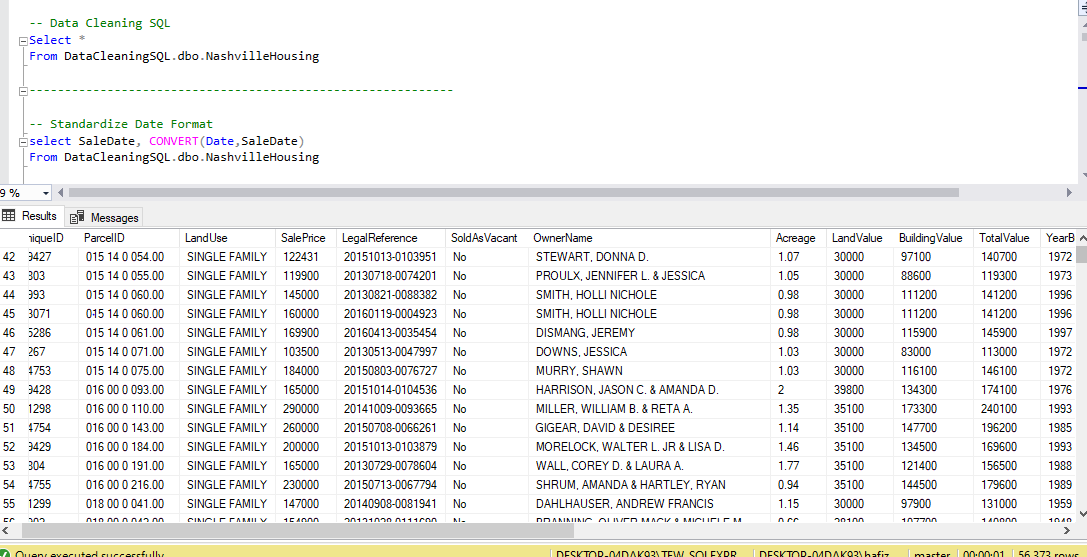 -- Data Cleaning SQL
Select *
From DataCleaningSQL.dbo.NashvilleHousing
------------------------------------------------------------
-- Standardize Date Format
select SaleDate, CONVERT(Date,SaleDate)
From DataCleaningSQL.dbo.NashvilleHousing
9 %
Results Messages
niqueID ParcelID LandUse SalePrice LegalReference SoldAsVacant OwnerName Acreage LandValue BuildingValue TotalValue YearB
42 9427 015 14 0 054.00 SINGLE FAMILY 122431 20151013-0103951 No STEWART, DONNA D. 1.07 30000 97100 140700 1972
43 303 015 14 0 055.00 SINGLE FAMILY 119900 20130718-0074201 No PROULX, JENNIFER L. & JESSICA 1.05 30000 88600 119300 1973
44 993 015 14 0 060.00 SINGLE FAMILY 145000 20130821-0088382 No SMITH, HOLLI NICHOLE 0.98 30000 111200 141200 1996
45 3071 015 14 0 060.00 SINGLE FAMILY 160000 20160119-0004923 No SMITH, HOLLI NICHOLE 0.98 30000 111200 141200 1996
46 5286 015 14 0 061.00 SINGLE FAMILY 169900 20160413-0035454 No DISMANG, JEREMY 0.98 30000 115900 145900 1997
47 267 015 14 0 071.00 SINGLE FAMILY 103500 20130513-0047997 No DOWNS, JESSICA 1.03 30000 83000 113000 1972
48 4753 015 14 0 075.00 SINGLE FAMILY 184000 20150803-0076727 No MURRY, SHAWN 1.03 30000 116100 146100 1972
49 9428 016 00 0 093.00 SINGLE FAMILY 165000 20151014-0104536 No HARRISON, JASON C. & AMANDA D. 2 39800 134300 174100 1976
50 1298 016 00 0 110.00 SINGLE FAMILY 290000 20141009-0093665 No MILLER, WILLIAM B. & RETA A. 1.35 35100 173300 240100 1993
51 4754 016 00 0 143.00 SINGLE FAMILY 260000 20150708-0066261 No GIGEAR, DAVID & DESIREE 1.14 35100 147700 196200 1985
52 9429 016 00 0 184.00 SINGLE FAMILY 200000 20151013-0103879 No MORELOCK, WALTER L. JR & LISA D. 1.46 35100 134500 169600 1993
53 304 016 00 0 191.00 SINGLE FAMILY 165000 20130729-0078604 No WALL, COREY D. & LAURA A. 1.77 35100 121400 156500 1988
54 4755 016 00 0 216.00 SINGLE FAMILY 230000 20150713-0067794 No SHRUM, AMANDA & HARTLEY, RYAN 0.94 35100 144500 179600 1989
55 1299 018 00 0 041.00 SINGLE FAMILY 147000 20140908-0081941 No DAHLHAUSER, ANDREW FRANCIS 1.15 30000 97900 131000 1959
Query executed successfully DESKTOP-04DAK93\TEW_SQLEXPR DESKTOP-04DAK93\hafiz master 00:00:01 56,373 rows